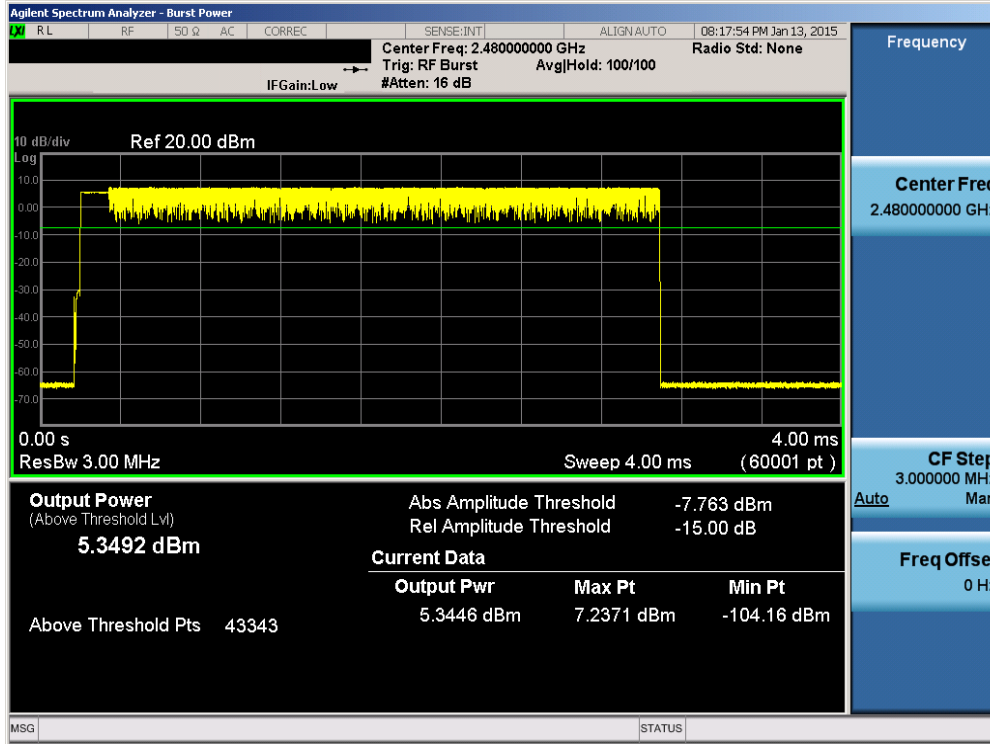 Agilent Spectrum Analyzer - Burst Power
LXI RL RF 50 Ω AC CORREC SENSE:INT ALIGN AUTO 08:17:54 PM Jan 13, 2015
Center Freq: 2.480000000 GHz Radio Std: None
Trig: RF Burst Avg|Hold: 100/100
IFGain:Low #Atten: 16 dB
10 dB/div Ref 20.00 dBm
Log
10.0
0.00
-10.0
-20.0
-30.0
-40.0
-50.0
-60.0
-70.0
0.00 s 4.00 ms
ResBw 3.00 MHz Sweep 4.00 ms (60001 pt)
Output Power
(Above Threshold Lvl)
5.3492 dBm
Above Threshold Pts 43343
Abs Amplitude Threshold -7.763 dBm
Rel Amplitude Threshold -15.00 dB
Current Data
Output Pwr Max Pt Min Pt
5.3446 dBm 7.2371 dBm -104.16 dBm
MSG STATUS
Frequency
Center Freq
2.480000000 GH
CF Step
3.000000 MH
Auto Mar
Freq Offse
0 H